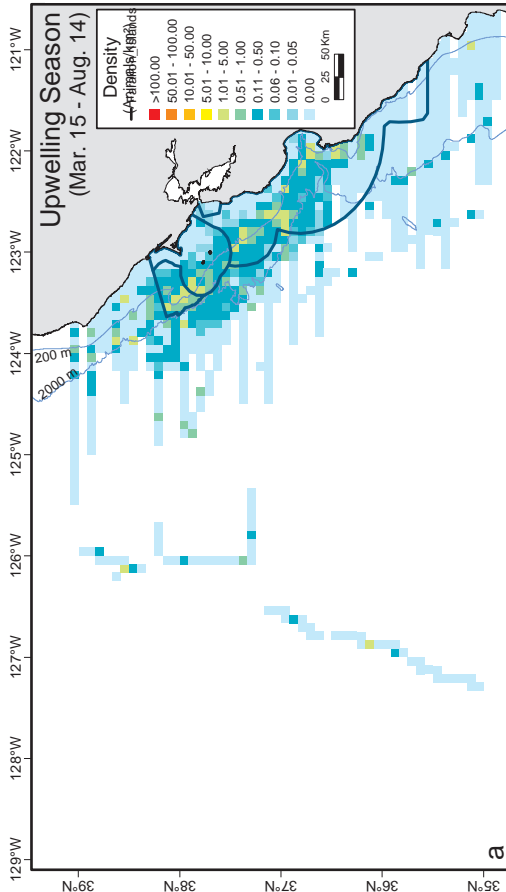 121°W
122°W
123°W
124°W
125°W
126°W
127°W
128°W
129°W
Upwelling Season
(Mar. 15 - Aug. 14)
Density
(Animals/km²)
>100.00
50.01 - 100.00
10.01 - 50.00
5.01 - 10.00
1.01 - 5.00
0.51 - 1.00
0.11 - 0.50
0.06 - 0.10
0.01 - 0.05
0.00
0 25 50 Km
200 m
2000 m
39°N
38°N
37°N
36°N
35°N
a